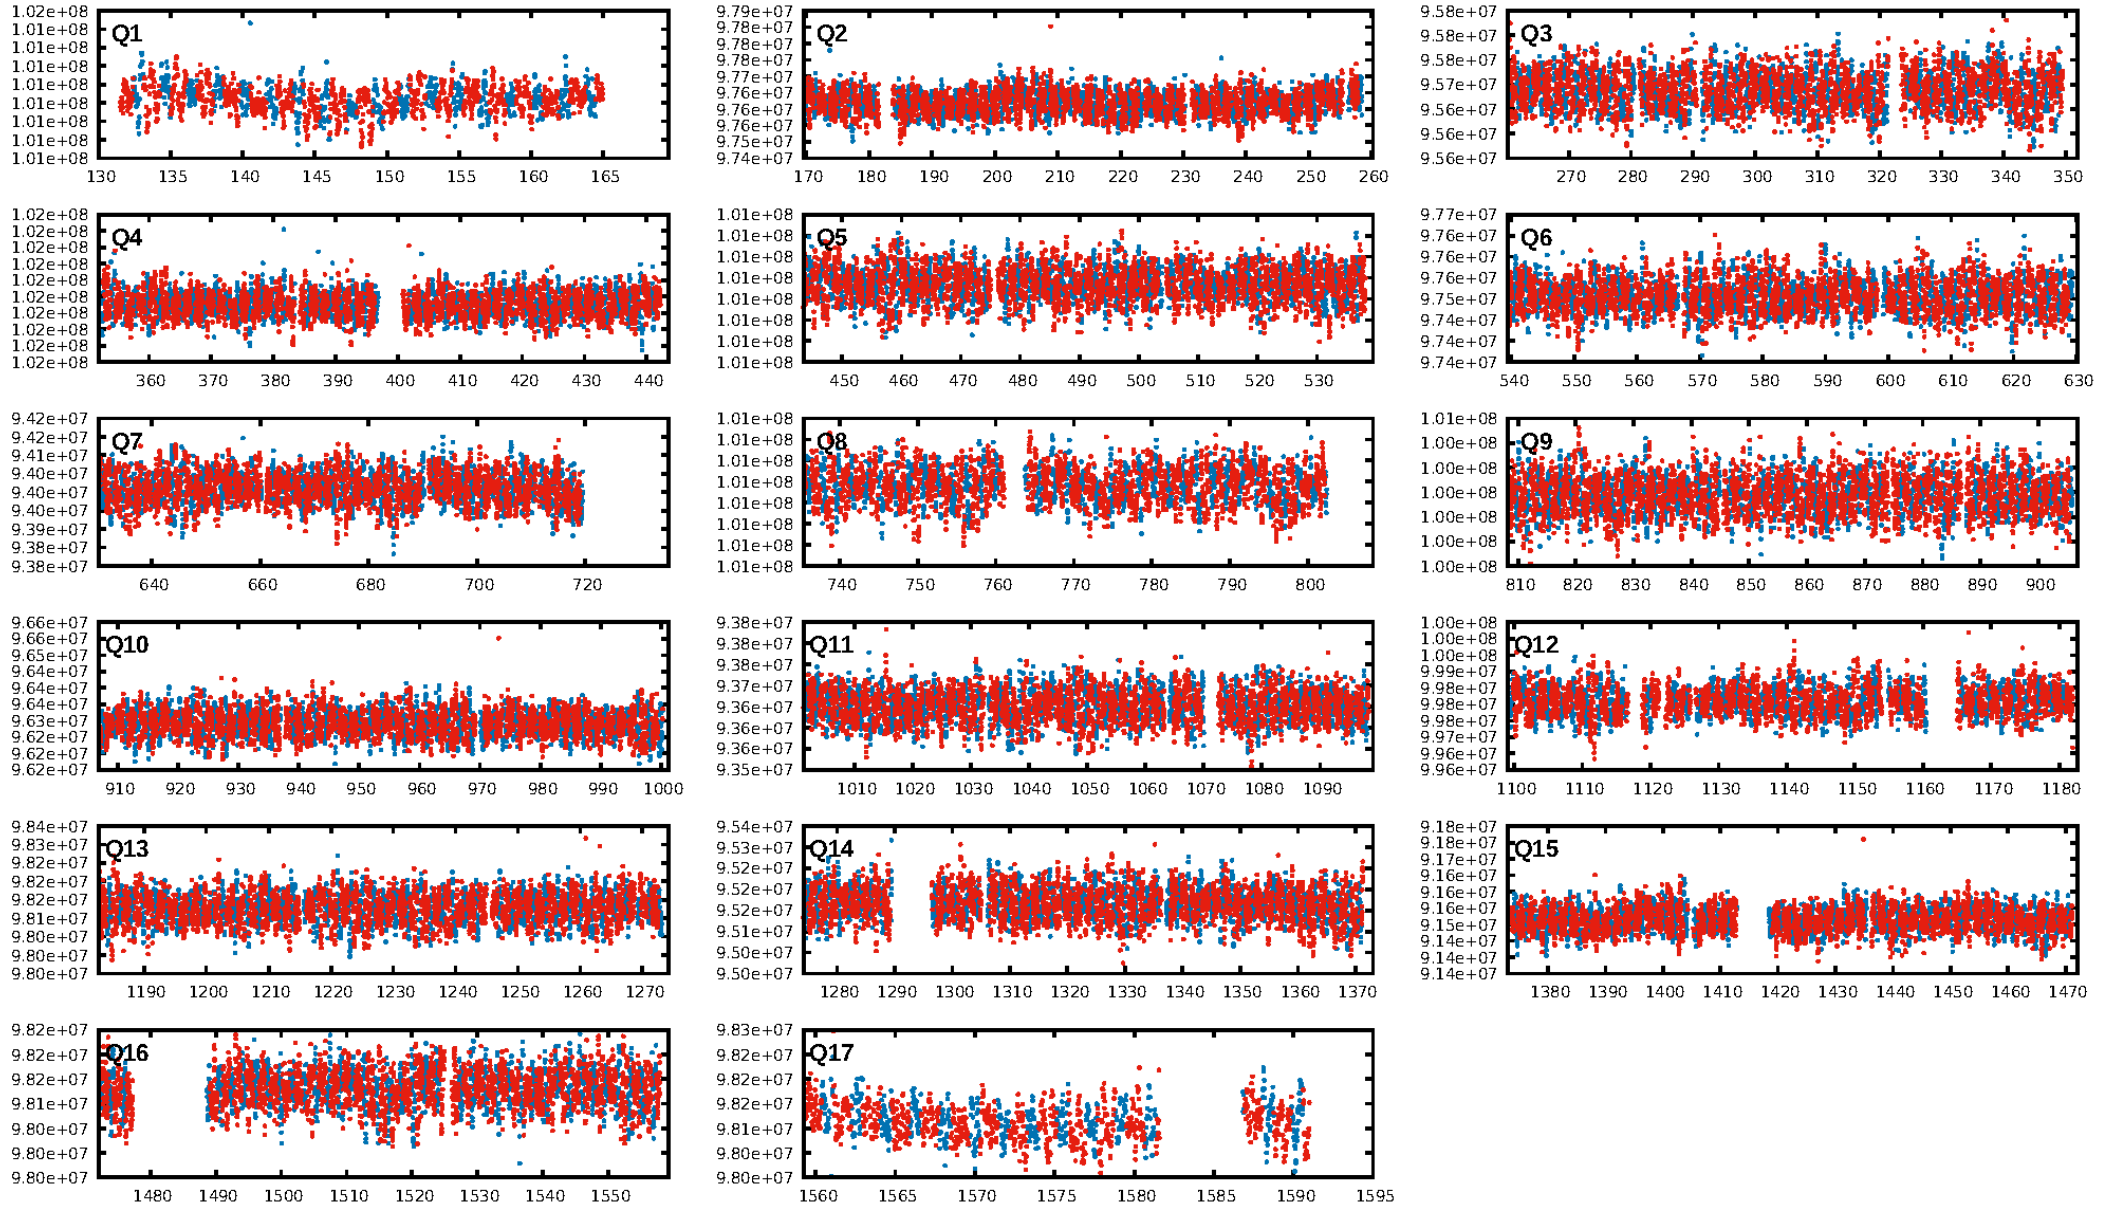 1.02e+08
1.01e+08
1.01e+08
1.01e+08
1.01e+08
1.01e+08
1.01e+08
1.01e+08
1.01e+08
Q1
130 135 140 145 150 155 160 165
9.79e+07
9.78e+07
9.78e+07
9.77e+07
9.77e+07
9.76e+07
9.76e+07
9.76e+07
9.75e+07
9.74e+07
Q2
170 180 190 200 210 220 230 240 250 260
9.58e+07
9.58e+07
9.58e+07
9.57e+07
9.56e+07
9.56e+07
9.56e+07
Q3
270 280 290 300 310 320 330 340 350
1.02e+08
1.02e+08
1.02e+08
1.02e+08
1.02e+08
1.02e+08
1.02e+08
1.02e+08
1.02e+08
1.02e+08
Q4
360 370 380 390 400 410 420 430 440
1.01e+08
1.01e+08
1.01e+08
1.01e+08
1.01e+08
1.01e+08
1.01e+08
1.01e+08
Q5
450 460 470 480 490 500 510 520 530
9.77e+07
9.76e+07
9.76e+07
9.75e+07
9.74e+07
9.74e+07
9.74e+07
Q6
540 550 560 570 580 590 600 610 620 630
9.42e+07
9.42e+07
9.41e+07
9.40e+07
9.40e+07
9.40e+07
9.39e+07
9.38e+07
9.38e+07
Q7
640 660 680 700 720
1.01e+08
1.01e+08
1.01e+08
1.01e+08
1.01e+08
1.01e+08
1.01e+08
1.01e+08
Q8
740 750 760 770 780 790 800
1.01e+08
1.00e+08
1.00e+08
1.00e+08
1.00e+08
1.00e+08
1.00e+08
Q9
810 820 830 840 850 860 870 880 890 900
9.66e+07
9.66e+07
9.65e+07
9.64e+07
9.64e+07
9.64e+07
9.63e+07
9.62e+07
9.62e+07
9.62e+07
Q10
910 920 930 940 950 960 970 980 990 1000
9.38e+07
9.38e+07
9.38e+07
9.37e+07
9.36e+07
9.36e+07
9.36e+07
9.35e+07
Q11
1010 1020 1030 1040 1050 1060 1070 1080 1090
1.00e+08
1.00e+08
1.00e+08
9.99e+07
9.98e+07
9.98e+07
9.98e+07
9.97e+07
9.96e+07
9.96e+07
Q12
1100 1110 1120 1130 1140 1150 1160 1170 1180
9.84e+07
9.83e+07
9.82e+07
9.82e+07
9.82e+07
9.81e+07
9.80e+07
9.80e+07
9.80e+07
Q13
1190 1200 1210 1220 1230 1240 1250 1260 1270
9.54e+07
9.53e+07
9.52e+07
9.52e+07
9.52e+07
9.51e+07
9.50e+07
9.50e+07
Q14
1280 1290 1300 1310 1320 1330 1340 1350 1360 1370
9.18e+07
9.18e+07
9.17e+07
9.16e+07
9.16e+07
9.16e+07
9.15e+07
9.14e+07
9.14e+07
9.14e+07
Q15
1380 1390 1400 1410 1420 1430 1440 1450 1460 1470
9.82e+07
9.82e+07
9.82e+07
9.81e+07
9.80e+07
9.80e+07
9.80e+07
Q16
1480 1490 1500 1510 1520 1530 1540 1550
9.83e+07
9.82e+07
9.82e+07
9.82e+07
9.81e+07
9.80e+07
9.80e+07
Q17
1560 1565 1570 1575 1580 1585 1590 1595